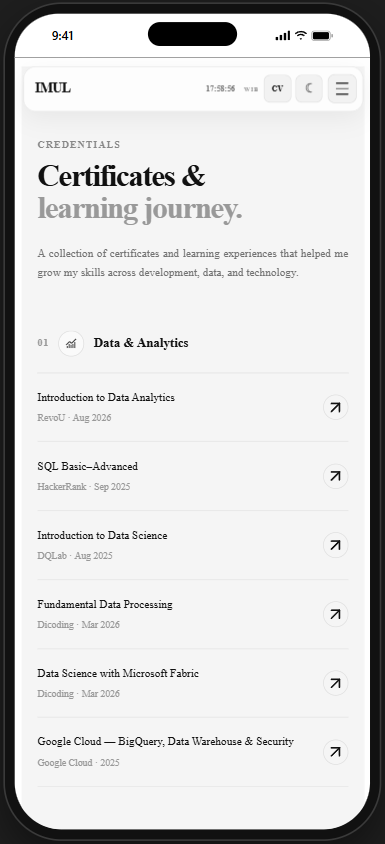 9:41
IMUL
17:58:56 WIB CV
CREDENTIALS
Certificates &
learning journey.
A collection of certificates and learning experiences that helped me
grow my skills across development, data, and technology.
01 Data & Analytics
Introduction to Data Analytics
RevoU · Aug 2026
SQL Basic–Advanced
HackerRank · Sep 2025
Introduction to Data Science
DQLab · Aug 2025
Fundamental Data Processing
Dicoding · Mar 2026
Data Science with Microsoft Fabric
Dicoding · Mar 2026
Google Cloud — BigQuery, Data Warehouse & Security
Google Cloud · 2025